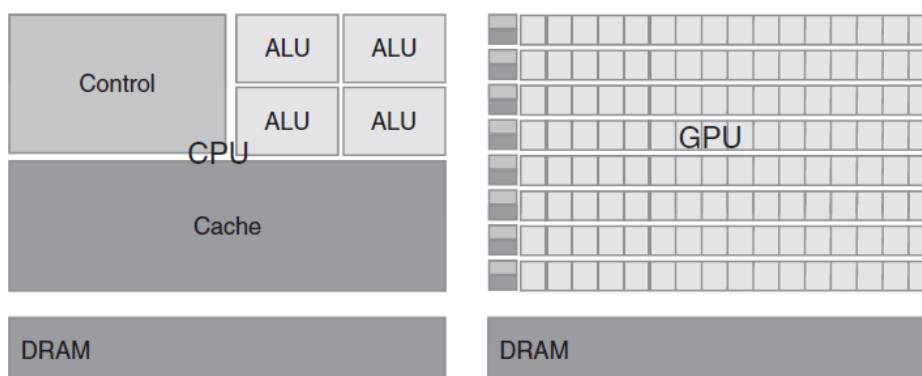 Control
ALU
ALU
ALU
ALU
CPU
Cache
DRAM
GPU
DRAM